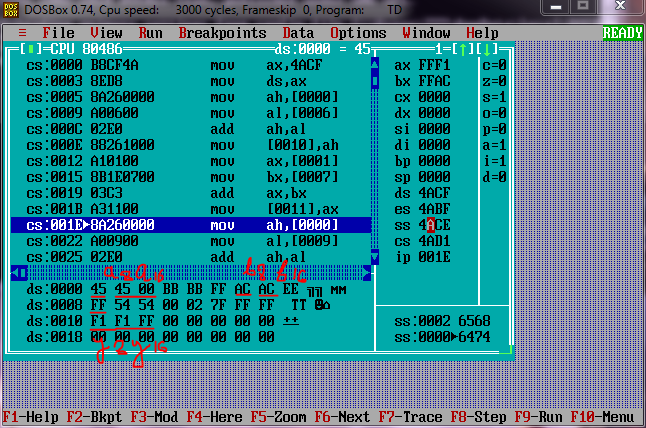 DOSBox 0.74, Cpu speed: 3000 cycles, Frameskip 0, Program: TD
≡ File View Run Breakpoints Data Options Window Help READY
[■]=CPU 80486 ds:0000 = 45 1=[↑][↓]
cs:0000 B8CF4A mov ax,4ACF
cs:0003 8ED8 mov ds,ax
cs:0005 8A260000 mov ah,[0000]
cs:0009 A00600 mov al,[0006]
cs:000C 02E0 add ah,al
cs:000E 88261000 mov [0010],ah
cs:0012 A10100 mov ax,[0001]
cs:0015 8B1E0700 mov bx,[0007]
cs:0019 03C3 add ax,bx
cs:001B A31100 mov [0011],ax
cs:001E►8A260000 mov ah,[0000]
cs:0022 A00900 mov al,[0009]
cs:0025 02E0 add ah,al
ax FFF1 c=0
bx FFAC z=0
cx 0000 s=1
dx 0000 o=0
si 0000 p=0
di 0000 a=1
bp 0000 i=1
sp 0000 d=0
ds 4ACF
es 4ABF
ss 4ACE
cs 4AD1
ip 001E
a8 a16 b8 b16
ds:0000 45 45 00 BB BB FF AC AC EE ╗╗ ММ
ds:0008 FF 54 54 00 02 7F FF FF TT ☻⌂
ds:0010 F1 F1 FF 00 00 00 00 00 ±±
ds:0018 00 00 00 00 00 00 00 00
y8 y16
ss:0002 6568
ss:0000►6474
F1-Help F2-Bkpt F3-Mod F4-Here F5-Zoom F6-Next F7-Trace F8-Step F9-Run F10-Menu